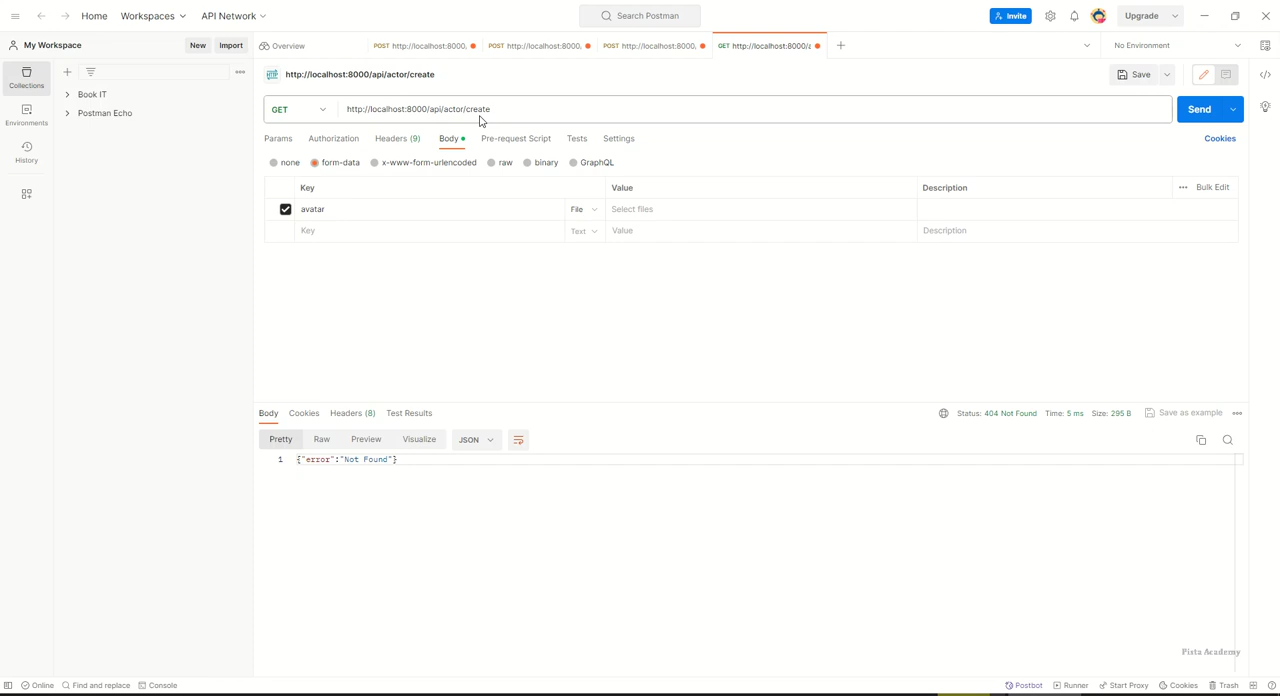 Home Workspaces API Network Search Postman Invite Upgrade
My Workspace New Import Overview POST http://localhost:8000, POST http://localhost:8000, POST http://localhost:8000, GET http://localhost:8000/a No Environment
Collections
Environments
History
Book IT
Postman Echo
http://localhost:8000/api/actor/create Save
GET http://localhost:8000/api/actor/create Send
Params Authorization Headers (9) Body Pre-request Script Tests Settings Cookies
none form-data x-www-form-urlencoded raw binary GraphQL
Key Value Description Bulk Edit
avatar File Select files
Key Text Value Description
Body Cookies Headers (8) Test Results Status: 404 Not Found Time: 5 ms Size: 295 B Save as example
Pretty Raw Preview Visualize JSON
1 {"error":"Not Found"}
Pista Academy
Online Find and replace Console Postbot Runner Start Proxy Cookies Trash